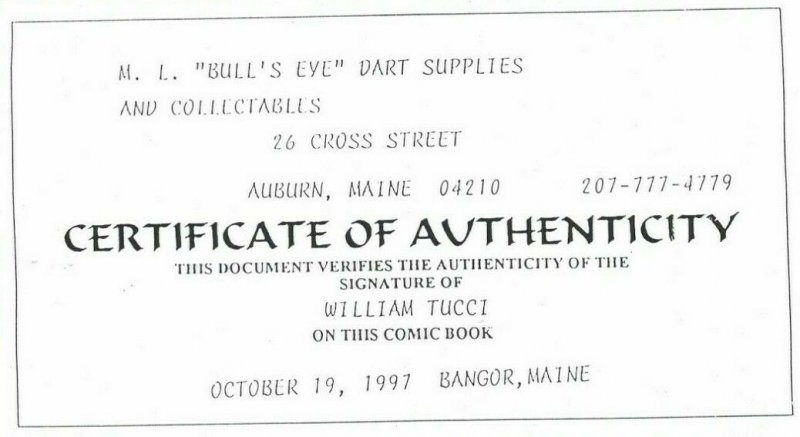 M. L. "BULL'S EYE" DART SUPPLIES
AND COLLECTABLES
26 CROSS STREET
AUBURN, MAINE 04210 207-777-4779
CERTIFICATE OF AUTHENTICITY
THIS DOCUMENT VERIFIES THE AUTHENTICITY OF THE
SIGNATURE OF
WILLIAM TUCCI
ON THIS COMIC BOOK
OCTOBER 19, 1997 BANGOR, MAINE